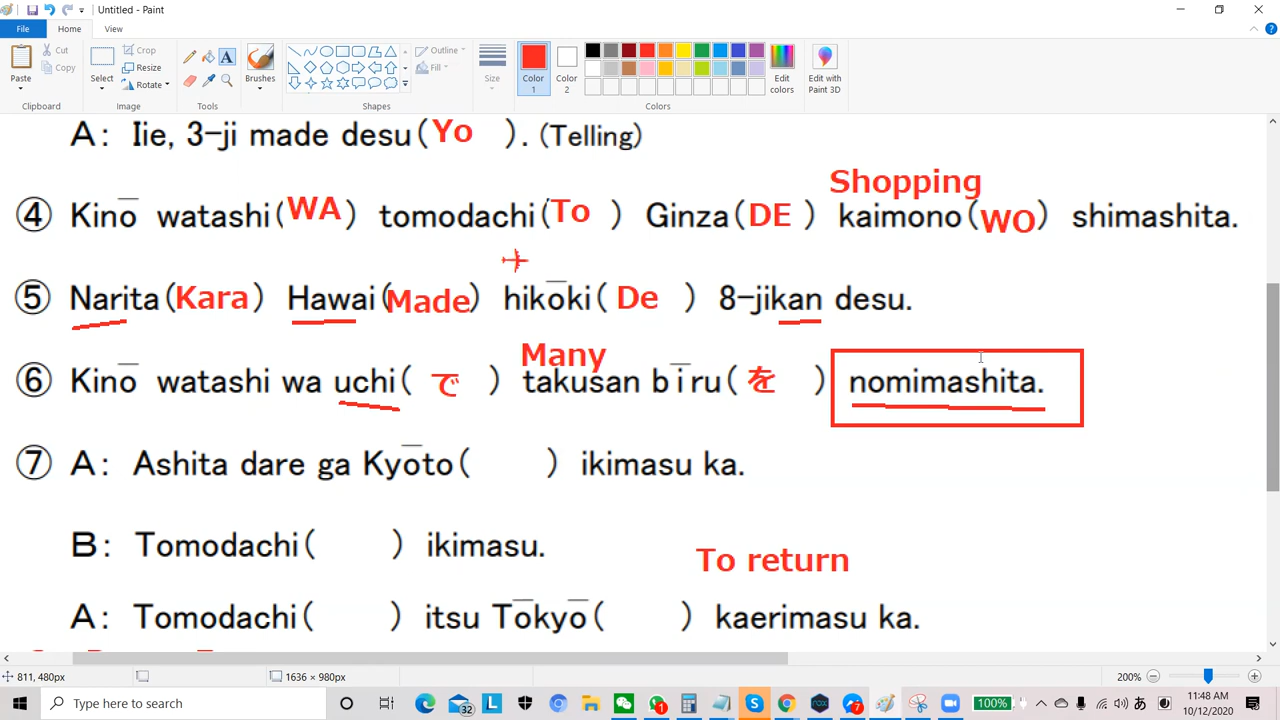 Untitled - Paint
File Home View
Paste Cut Copy Select Crop Resize Rotate Brushes Outline Fill Size Color 1 Color 2 Edit colors Edit with Paint 3D
Clipboard Image Tools Shapes Colors
A: Iie, 3-ji made desu(Yo ). (Telling)
Shopping
④ Kinō watashi(WA ) tomodachi(To ) Ginza(DE ) kaimono(WO ) shimashita.
⑤ Narita(Kara ) Hawai(Made ) hikōki( De ) 8-jikan desu.
Many
⑥ Kinō watashi wa uchi( で ) takusan bīru( を ) nomimashita.
⑦ A: Ashita dare ga Kyōto( ) ikimasu ka.
B: Tomodachi( ) ikimasu.
To return
A: Tomodachi( ) itsu Tōkyō( ) kaerimasu ka.
811, 480px 1636 × 980px 200%
Type here to search 32 1 7 100% あ 11:48 AM
10/12/2020